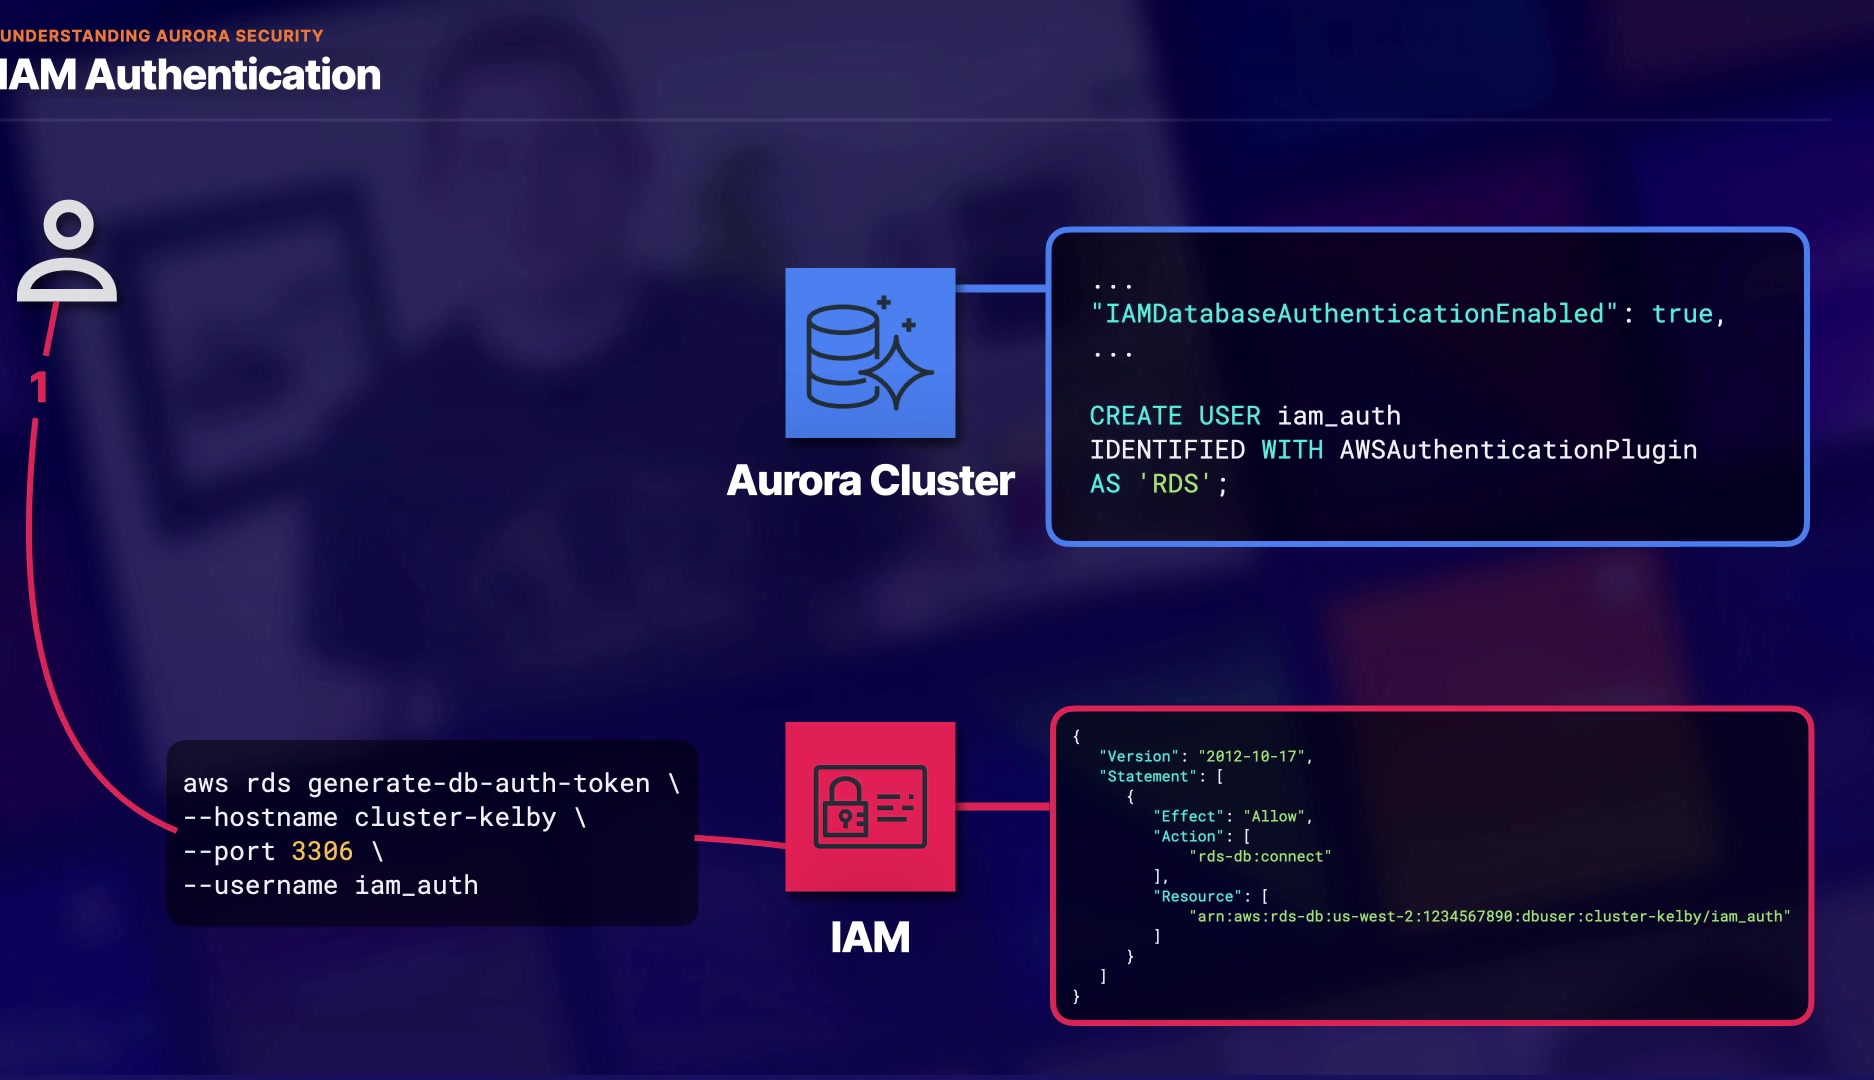 UNDERSTANDING AURORA SECURITY
IAM Authentication
1
...
"IAMDatabaseAuthenticationEnabled": true,
...
CREATE USER iam_auth
IDENTIFIED WITH AWSAuthenticationPlugin
AS 'RDS';
Aurora Cluster
aws rds generate-db-auth-token \
--hostname cluster-kelby \
--port 3306 \
--username iam_auth
IAM
{
"Version": "2012-10-17",
"Statement": [
{
"Effect": "Allow",
"Action": [
"rds-db:connect"
],
"Resource": [
"arn:aws:rds-db:us-west-2:1234567890:dbuser:cluster-kelby/iam_auth"
]
}
]
}